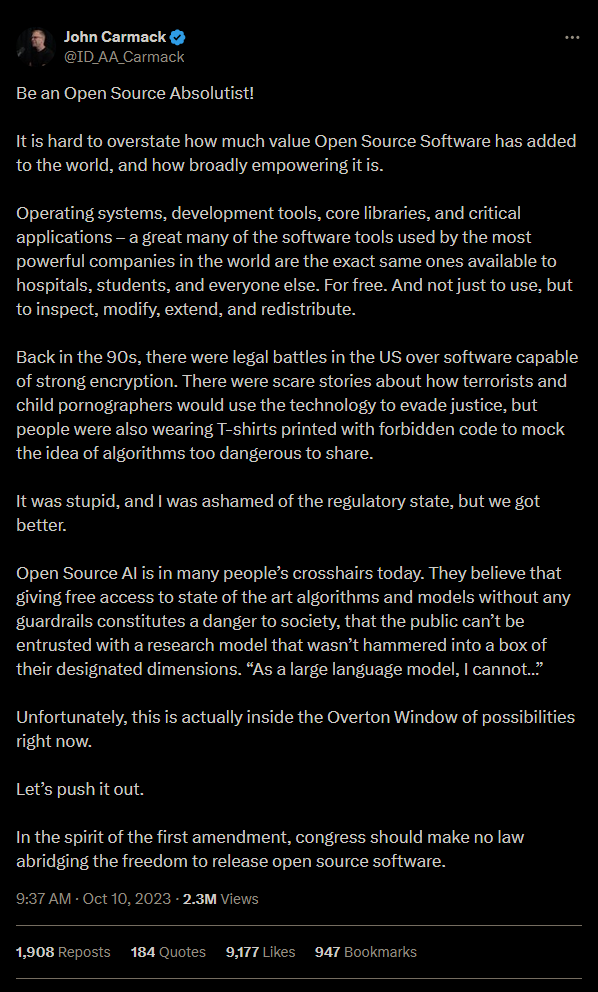 John Carmack
@ID_AA_Carmack
Be an Open Source Absolutist!
It is hard to overstate how much value Open Source Software has added
to the world, and how broadly empowering it is.
Operating systems, development tools, core libraries, and critical
applications – a great many of the software tools used by the most
powerful companies in the world are the exact same ones available to
hospitals, students, and everyone else. For free. And not just to use, but
to inspect, modify, extend, and redistribute.
Back in the 90s, there were legal battles in the US over software capable
of strong encryption. There were scare stories about how terrorists and
child pornographers would use the technology to evade justice, but
people were also wearing T-shirts printed with forbidden code to mock
the idea of algorithms too dangerous to share.
It was stupid, and I was ashamed of the regulatory state, but we got
better.
Open Source AI is in many people’s crosshairs today. They believe that
giving free access to state of the art algorithms and models without any
guardrails constitutes a danger to society, that the public can’t be
entrusted with a research model that wasn’t hammered into a box of
their designated dimensions. “As a large language model, I cannot…”
Unfortunately, this is actually inside the Overton Window of possibilities
right now.
Let’s push it out.
In the spirit of the first amendment, congress should make no law
abridging the freedom to release open source software.
9:37 AM · Oct 10, 2023 · 2.3M Views
1,908 Reposts 184 Quotes 9,177 Likes 947 Bookmarks